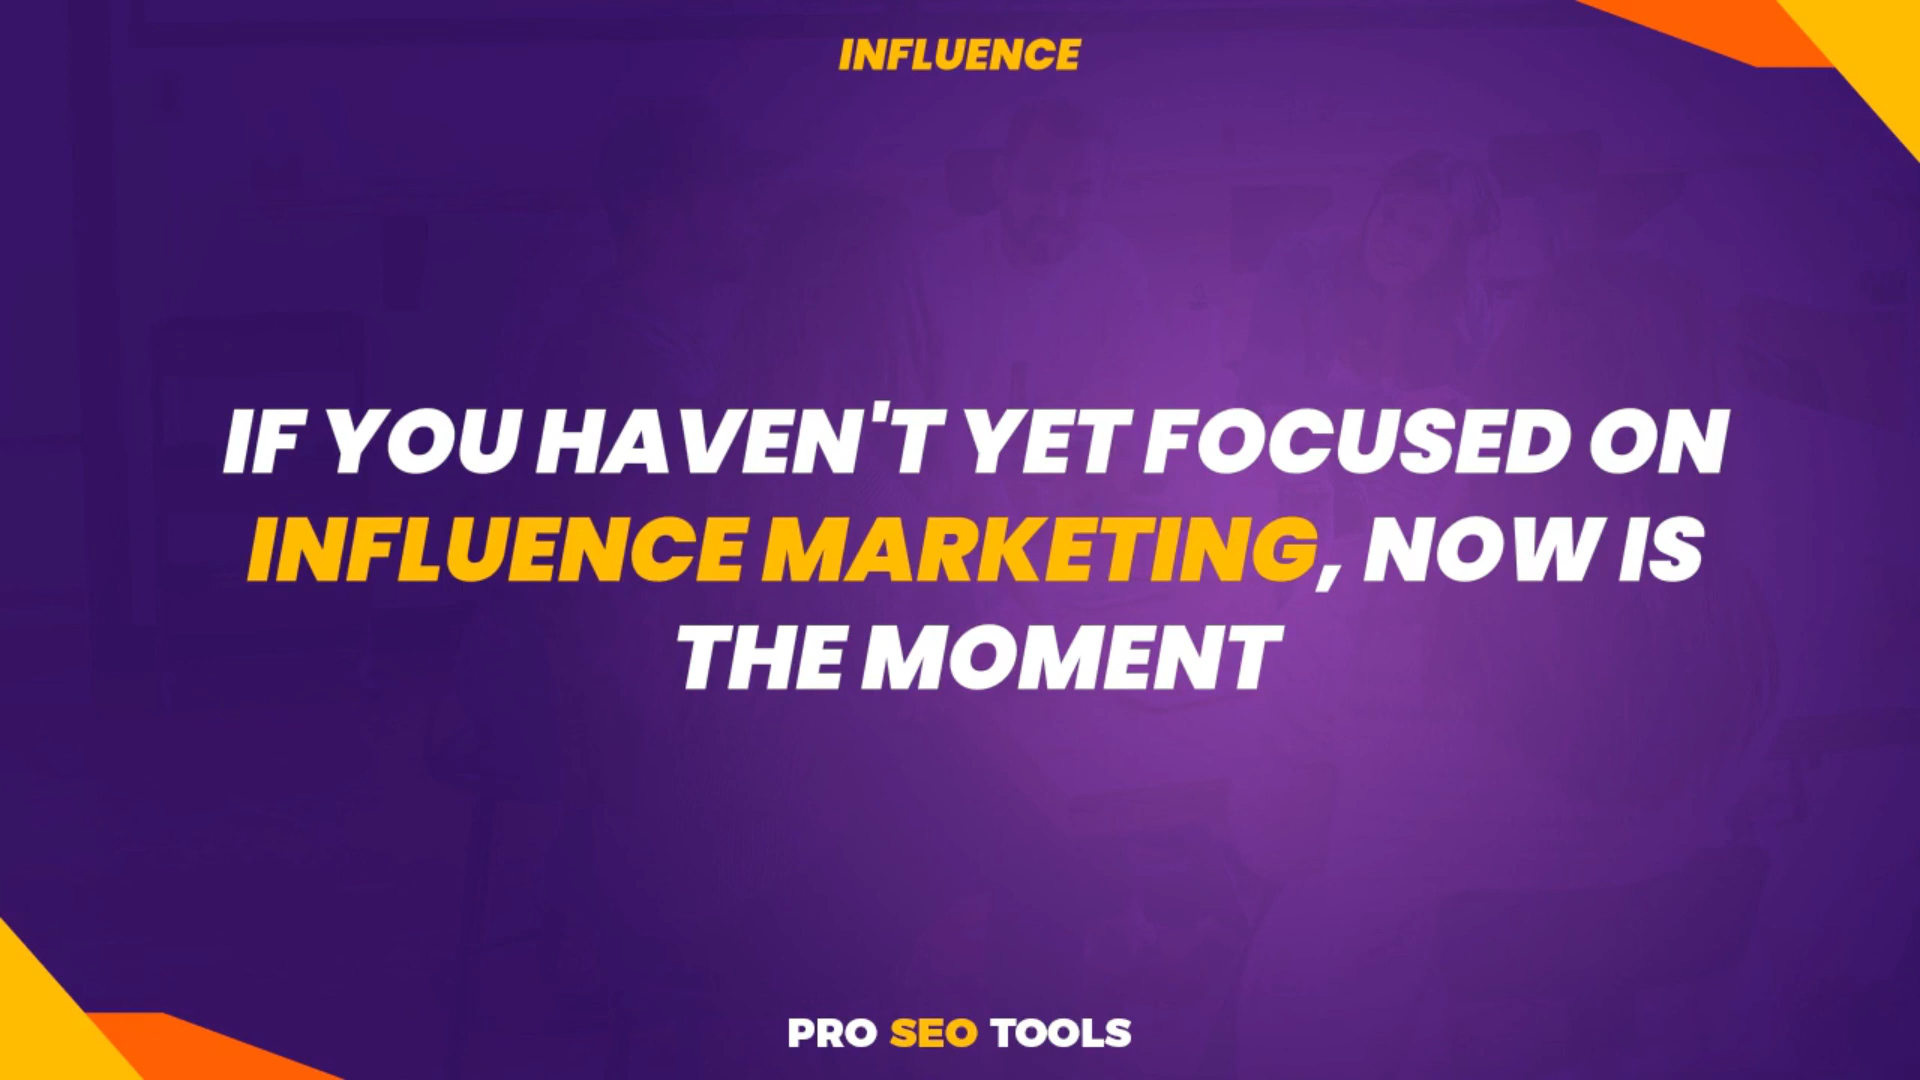 INFLUENCE
IF YOU HAVEN'T YET FOCUSED ON
INFLUENCE MARKETING, NOW IS
THE MOMENT
PRO SEO TOOLS